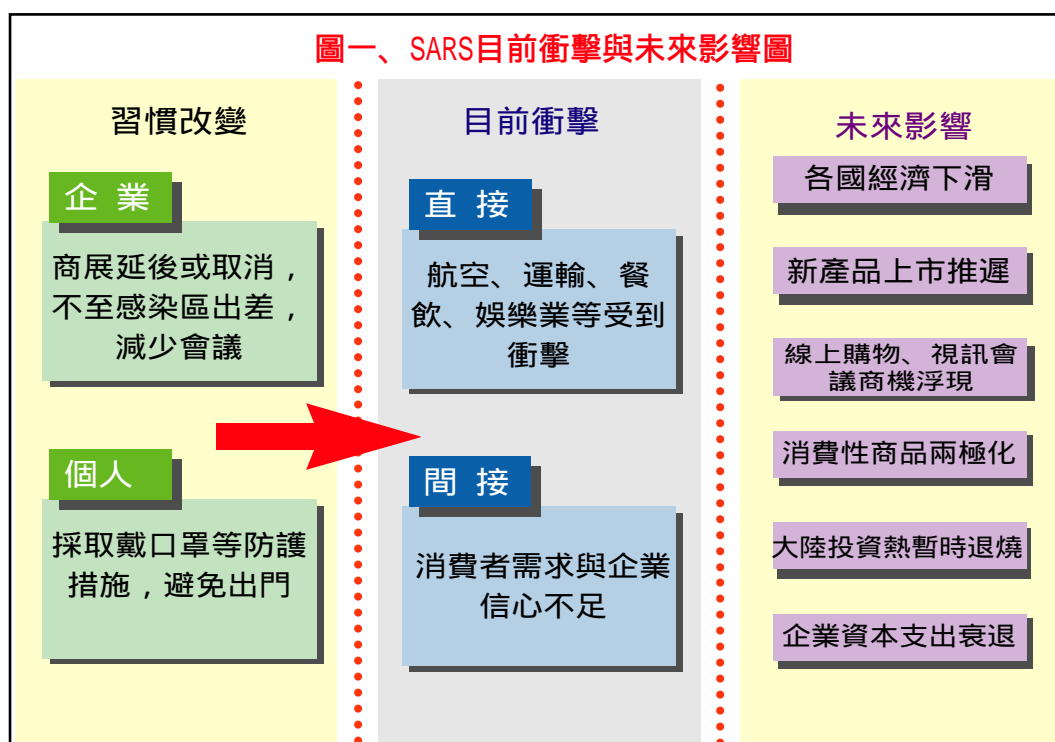 圖一、SARS目前衝擊與未來影響圖
習慣改變
企 業
商展延後或取消，
不至感染區出差，
減少會議
個人
採取戴口罩等防護
措施，避免出門
目前衝擊
直 接
航空、運輸、餐
飲、娛樂業等受到
衝擊
間 接
消費者需求與企業
信心不足
未來影響
各國經濟下滑
新產品上市推遲
線上購物、視訊會
議商機浮現
消費性商品兩極化
大陸投資熱暫時退燒
企業資本支出衰退